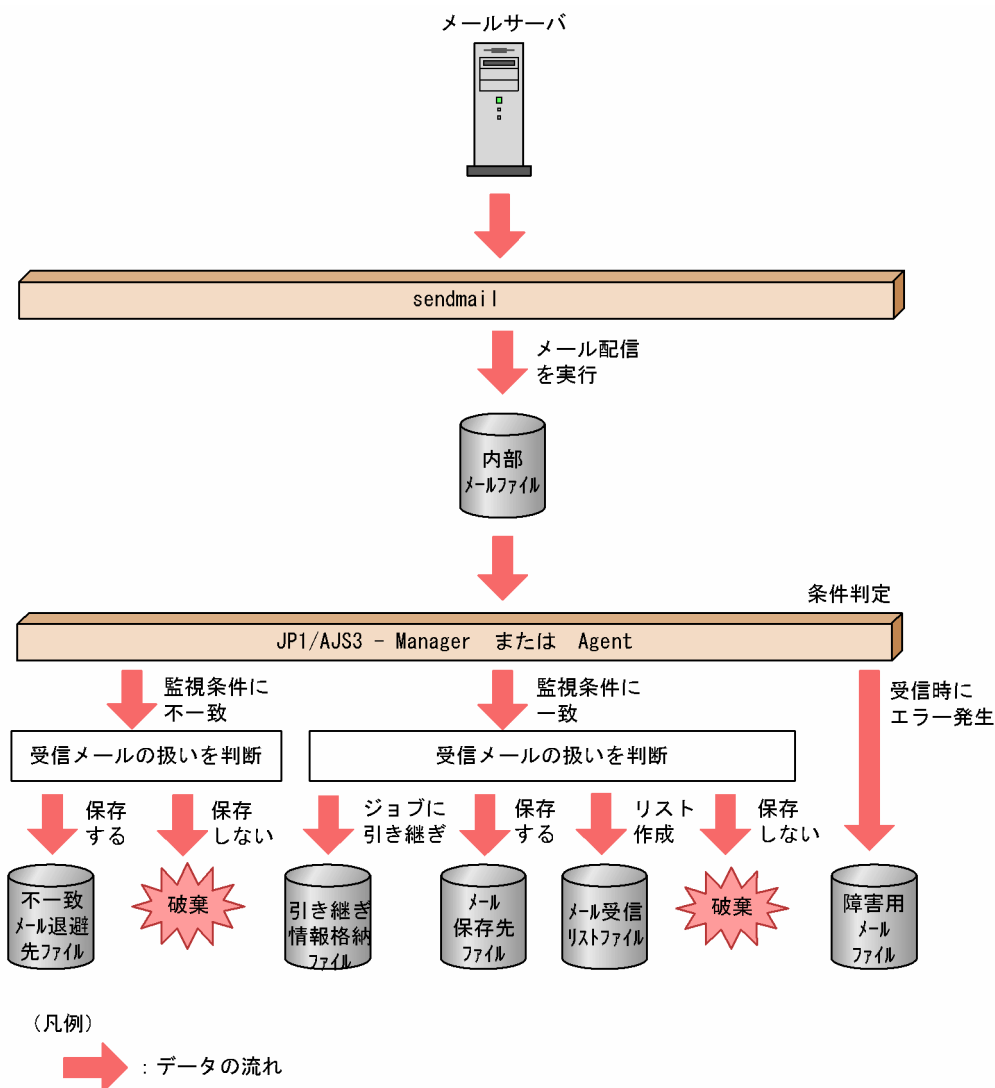 メールサーバ
sendmail
メール配信
を実行
内部
メールファイル
条件判定
JP1/AJS3 - Manager または Agent
監視条件に
不一致
監視条件に
一致
受信時に
エラー発生
受信メールの扱いを判断
受信メールの扱いを判断
保存
する
保存
しない
ジョブに
引き継ぎ
保存
する
リスト
作成
保存
しない
不一致
メール退避
先ファイル
破棄
引き継ぎ
情報格納
ファイル
メール
保存先
ファイル
メール受信
リストファイル
破棄
障害用
メール
ファイル
（凡例）
：データの流れ